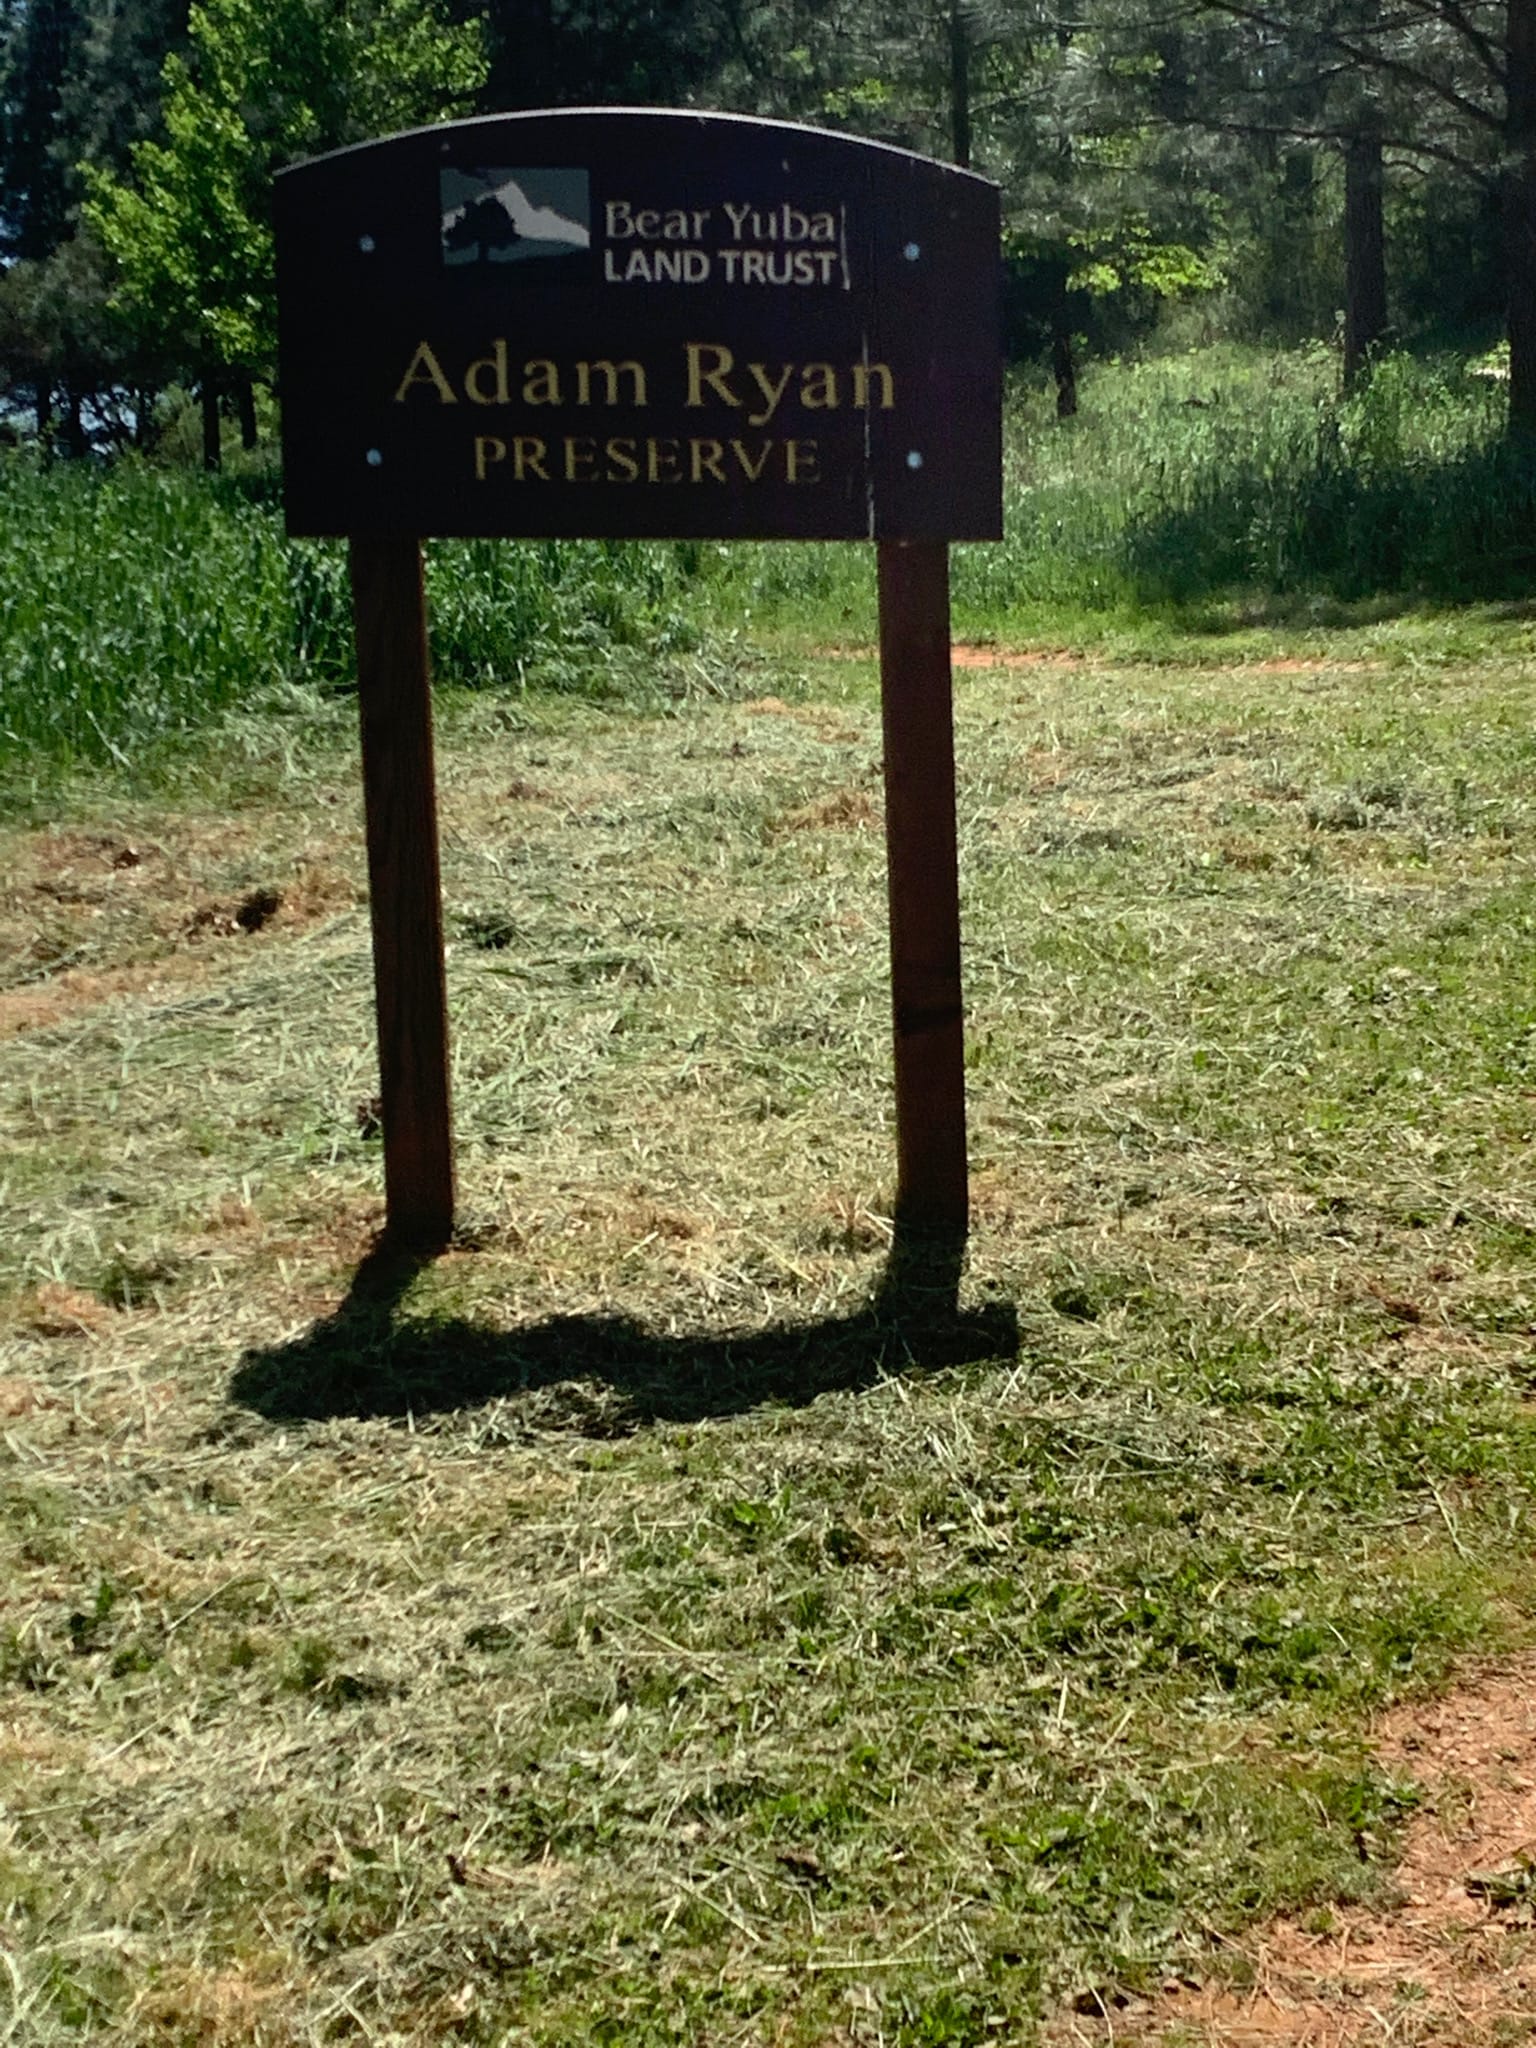 Bear Yuba
LAND TRUST
Adam Ryan
PRESERVE